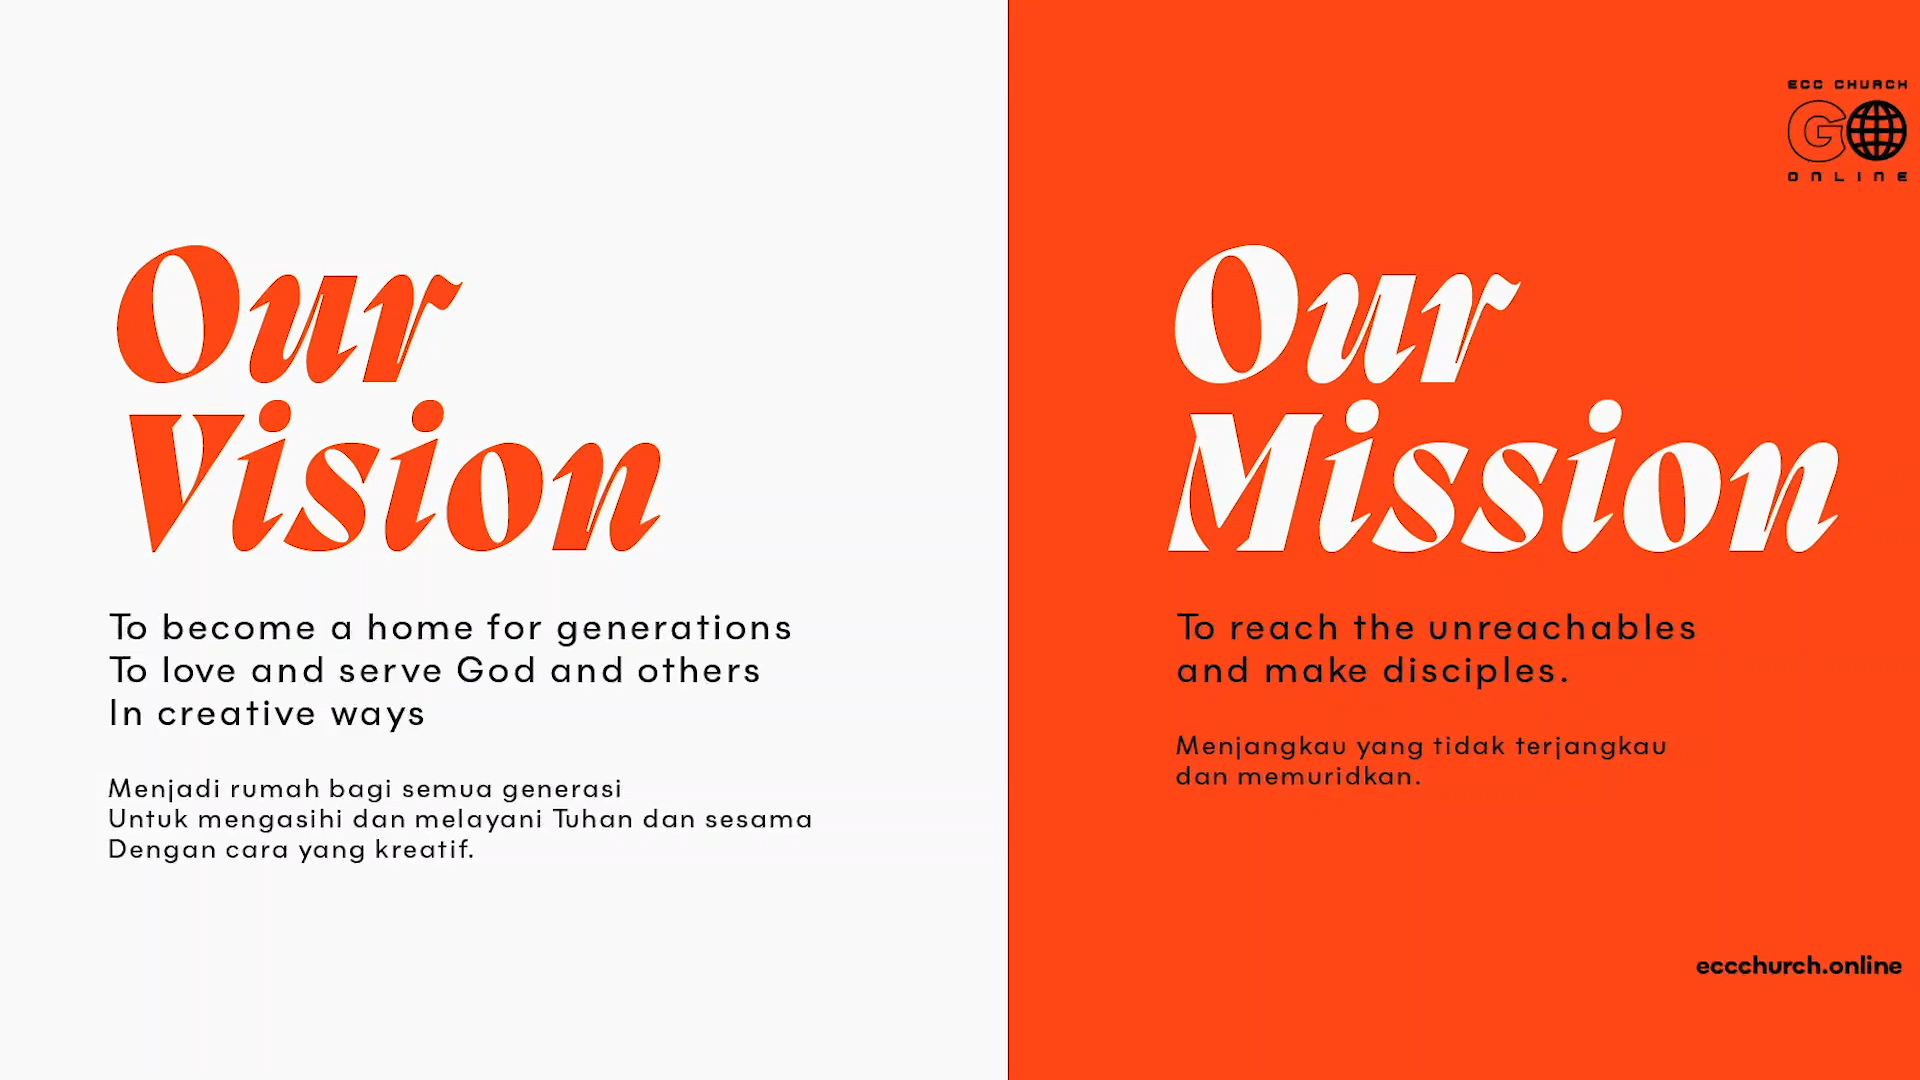 Our
Vision
To become a home for generations
To love and serve God and others
In creative ways
Menjadi rumah bagi semua generasi
Untuk mengasihi dan melayani Tuhan dan sesama
Dengan cara yang kreatif.
ECC CHURCH
GO
ONLINE
Our
Mission
To reach the unreachables
and make disciples.
Menjangkau yang tidak terjangkau
dan memuridkan.
eccchurch.online